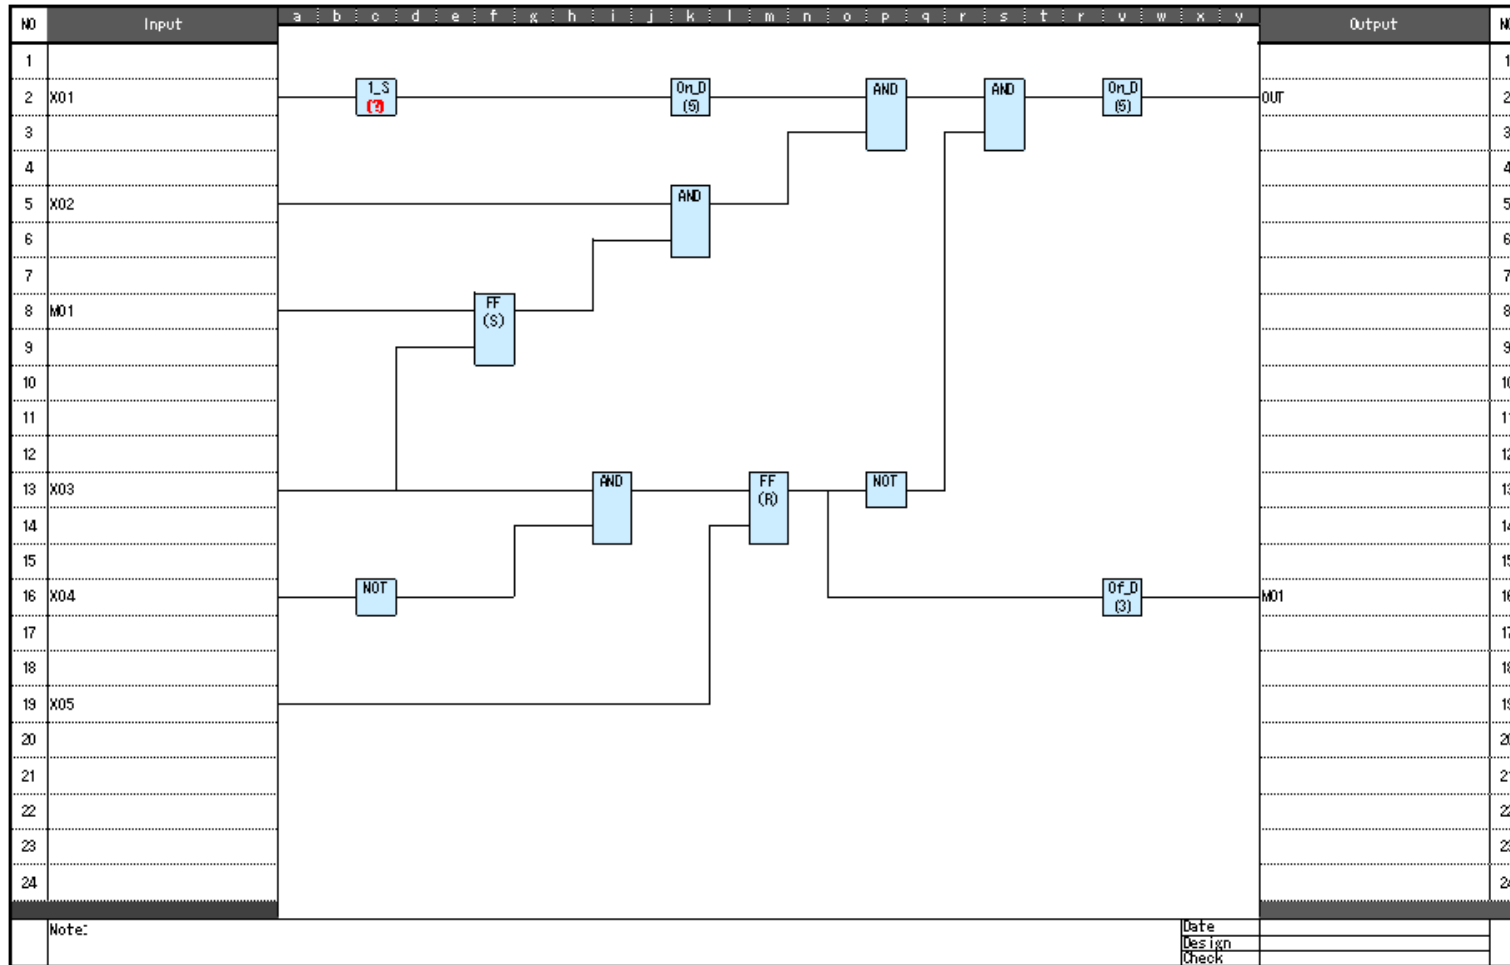 NO Input a b c d e f g h i j k l m n o p q r s t r v w x y Output NO
1 1
1_S On_D AND AND On_D
2 X01 (?) (5) (5) OUT 2
3 3
4 4
AND
5 X02 5
6 6
7 7
FF
8 M01 (S) 8
9 9
10 10
11 11
12 12
AND FF NOT
13 X03 (R) 13
14 14
15 15
NOT Of_D
16 X04 (3) M01 16
17 17
18 18
19 X05 19
20 20
21 21
22 22
23 23
24 24
Note: Date
Design
Check